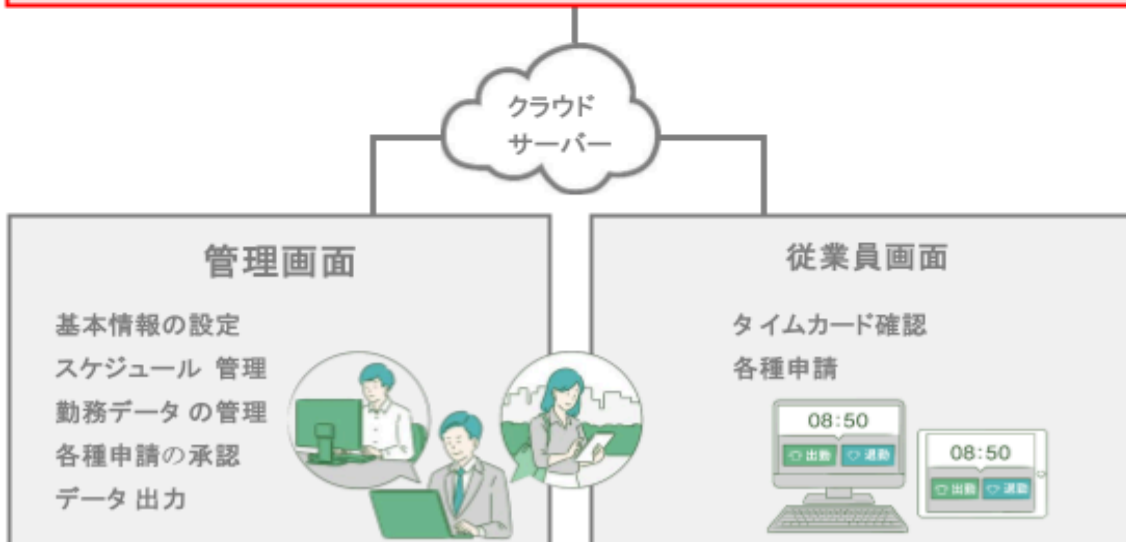 クラウド
サーバー
管理画面
基本情報の設定
スケジュール 管理
勤務データ の管理
各種申請の承認
データ 出力
従業員画面
タイムカード確認
各種申請
08:50
出勤 退勤
08:50
出勤 退勤